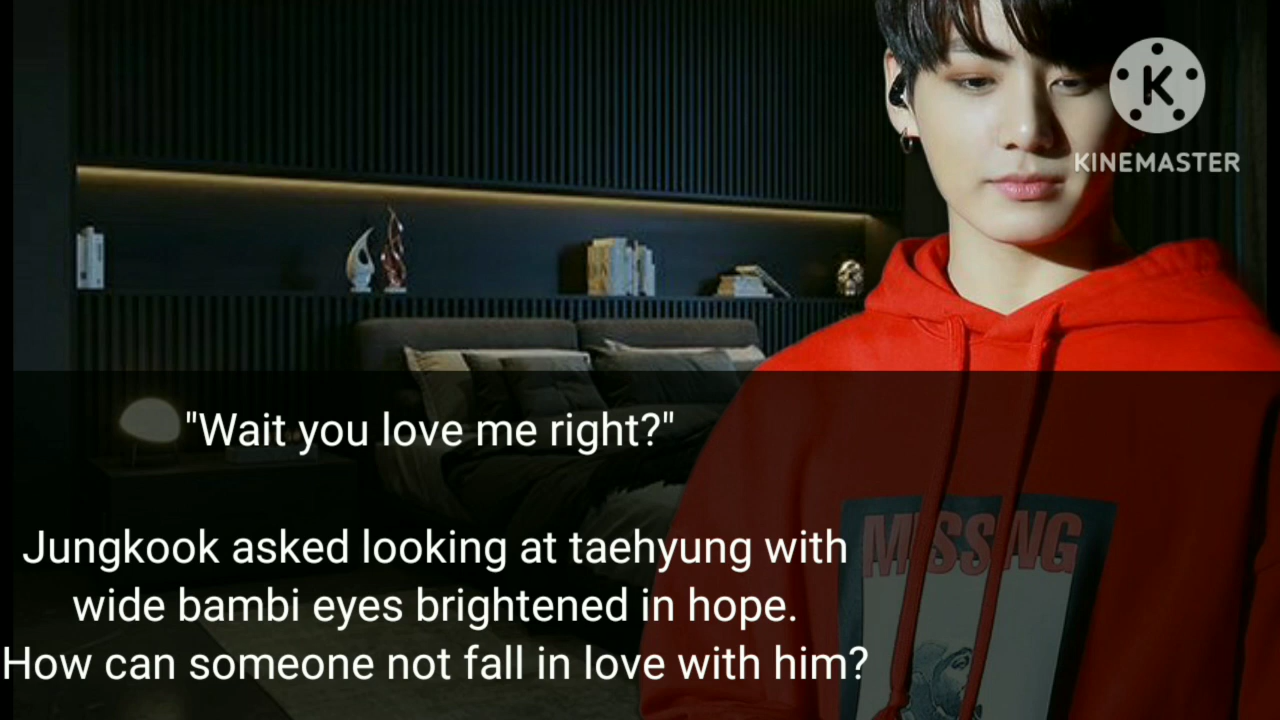 KINEMASTER
"Wait you love me right?"
MISSING
Jungkook asked looking at taehyung with
wide bambi eyes brightened in hope.
How can someone not fall in love with him?